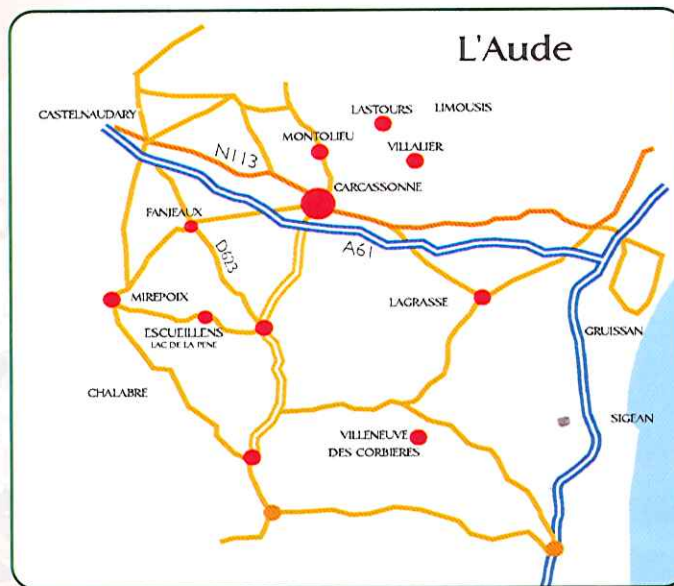 L'Aude
CASTELNAUDARY
LASTOURS
LIMOUSIS
MONTOLIEU
VILLALIER
N113
CARCASSONNE
FANJEAUX
A61
D623
MIREPOIX
LAGRASSE
ESCUEILLENS
LAC DE LA PENE
GRUISSAN
CHALABRE
SIGEAN
VILLENEUVE
DES CORBIERES